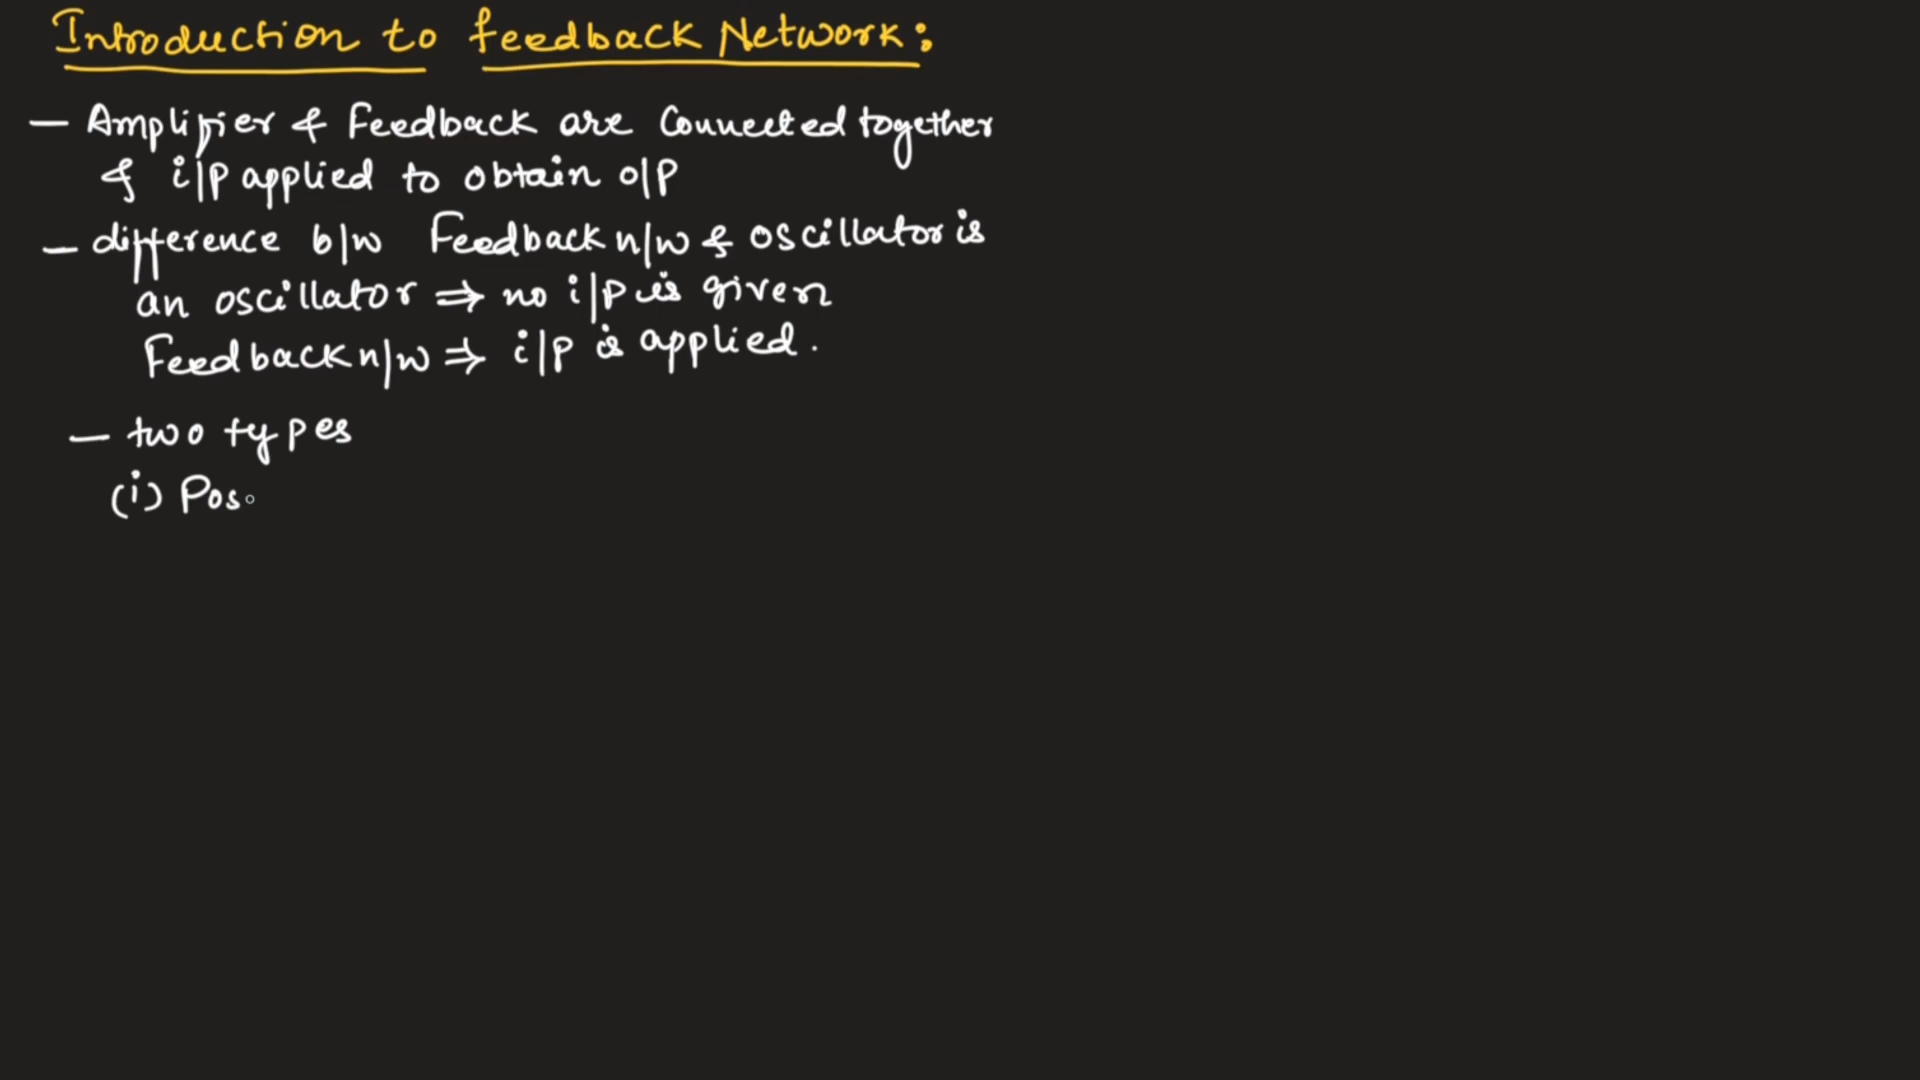 Introduction to feedback Network:
- Amplifier & Feedback are Connected together
& i/p applied to obtain o/p
- difference b/w Feedback n/w & oscillator is
an oscillator ⇒ no i/p is given
Feedback n/w ⇒ i/p is applied.
- two types
(i) Pos